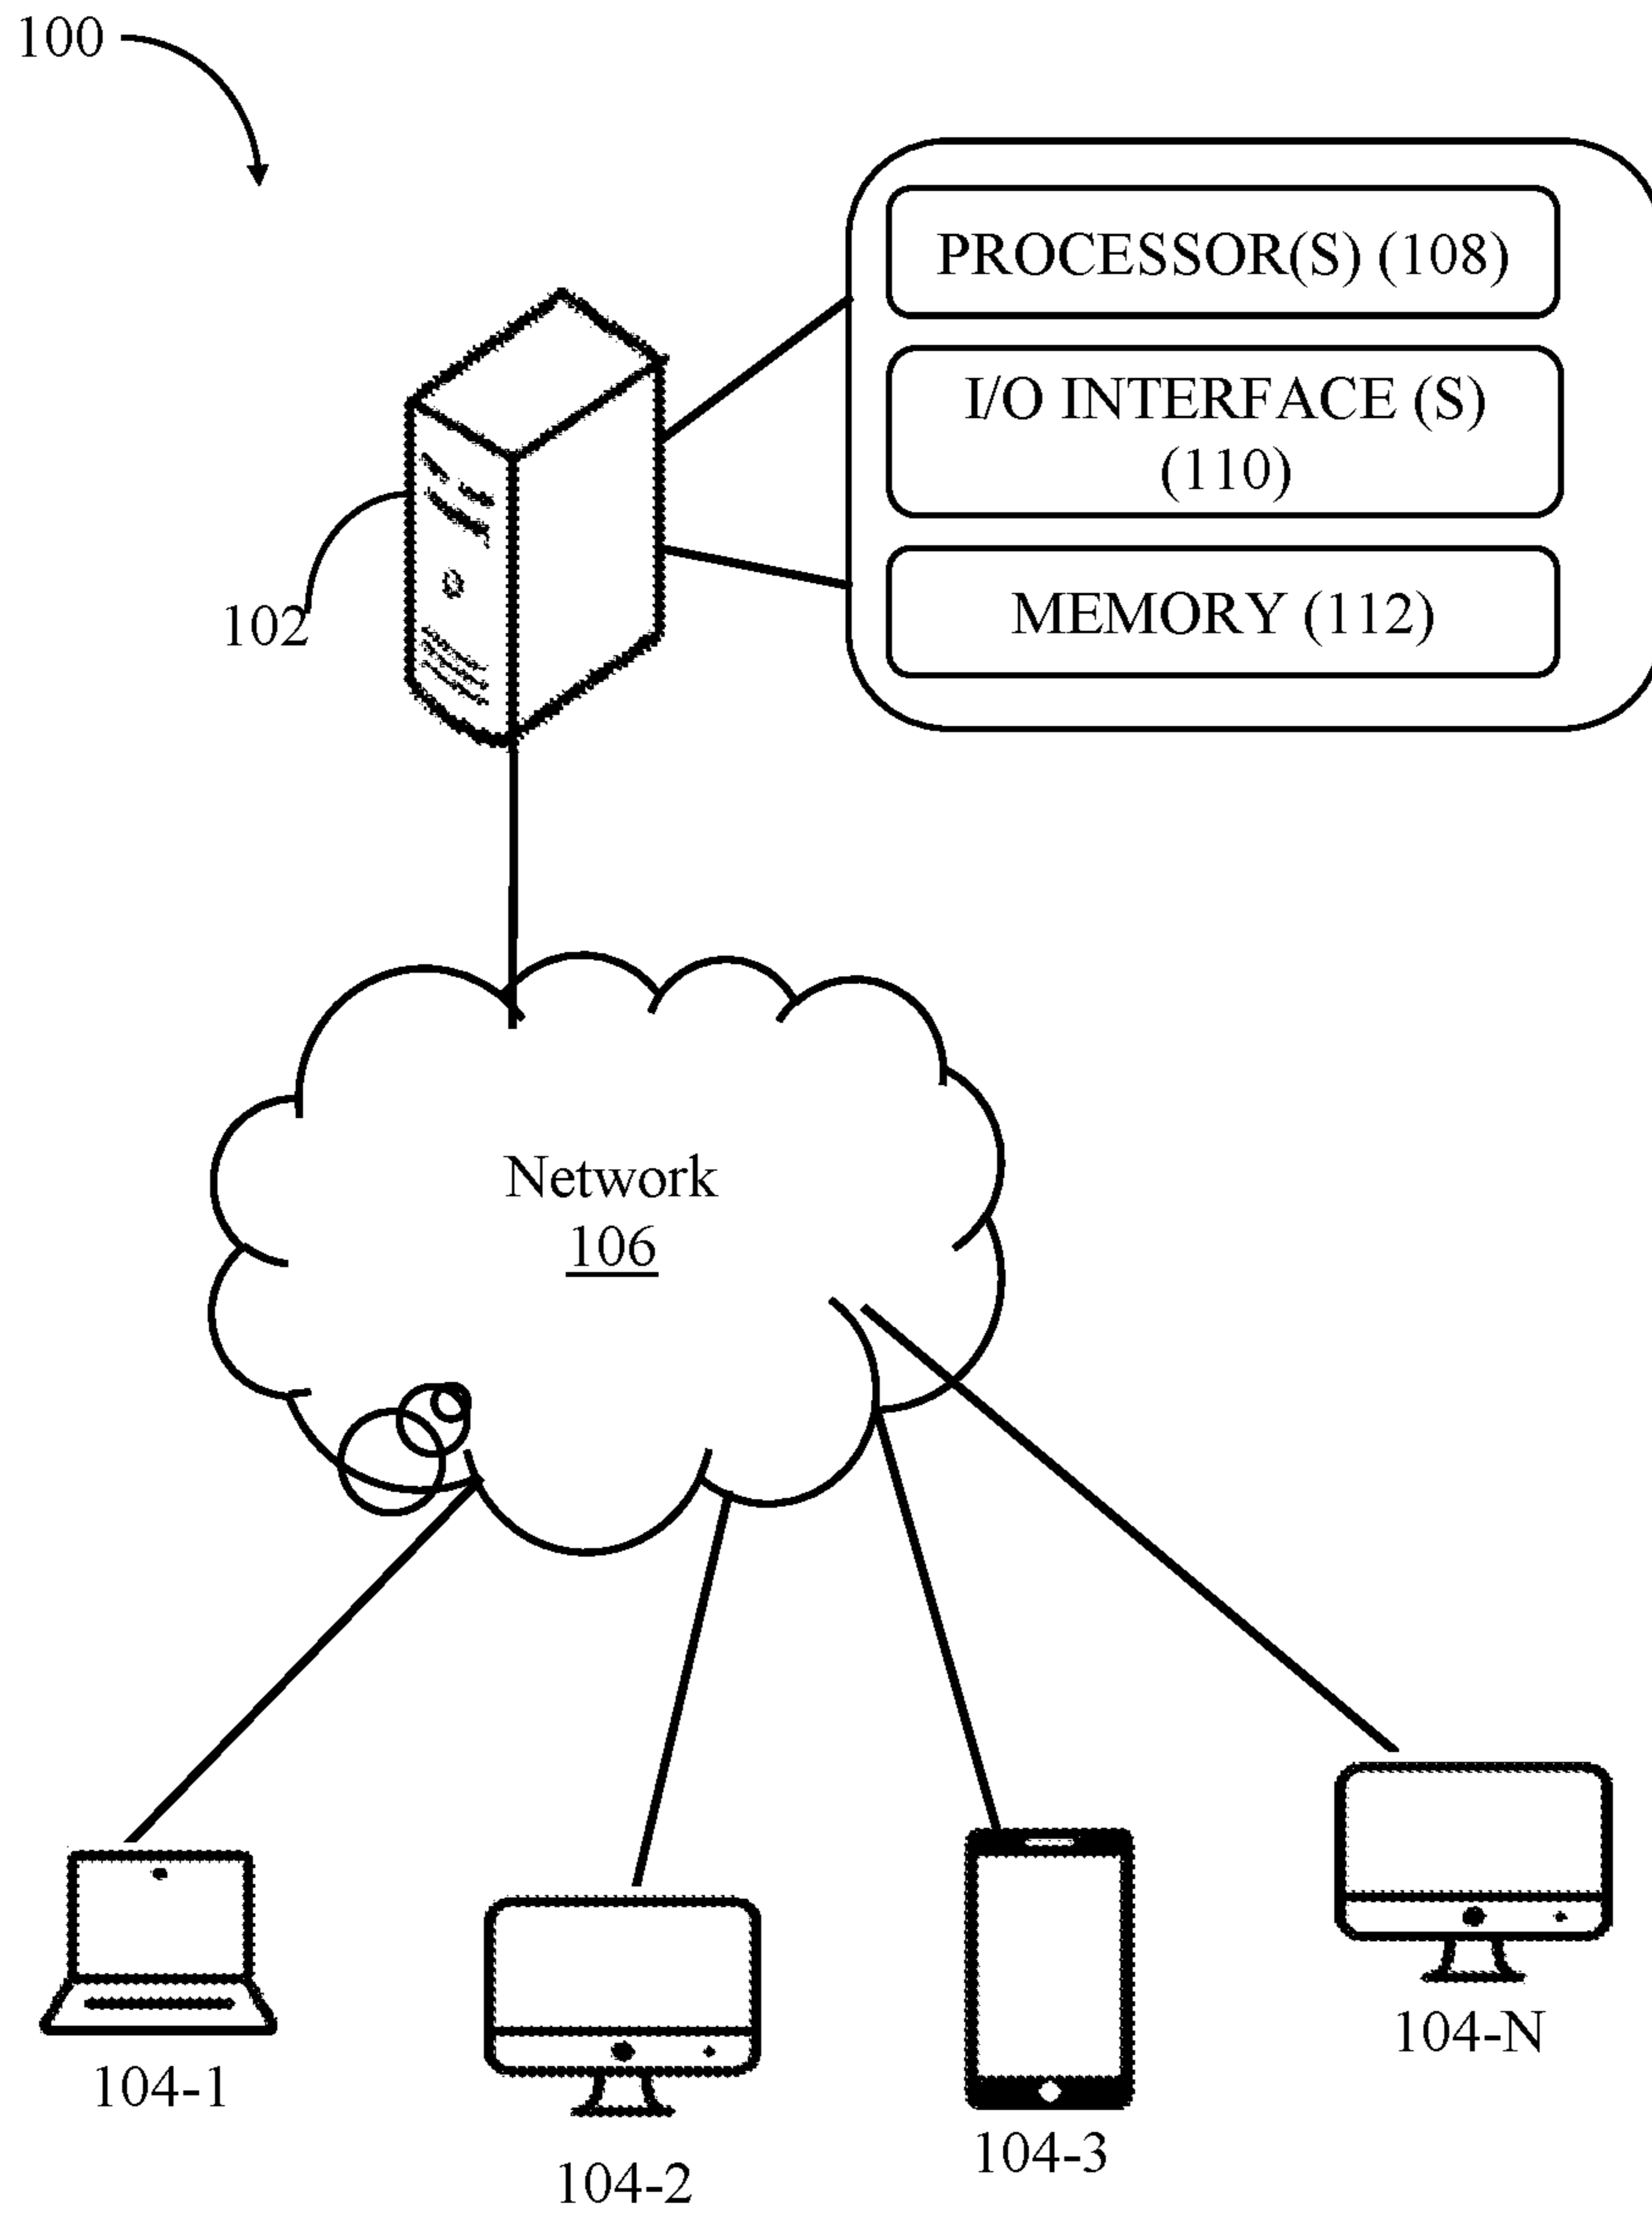 100
PROCESSOR(S) (108)
I/O INTERFACE (S)
(110)
MEMORY (112)
102
Network
106
104-1
104-2
104-3
104-N